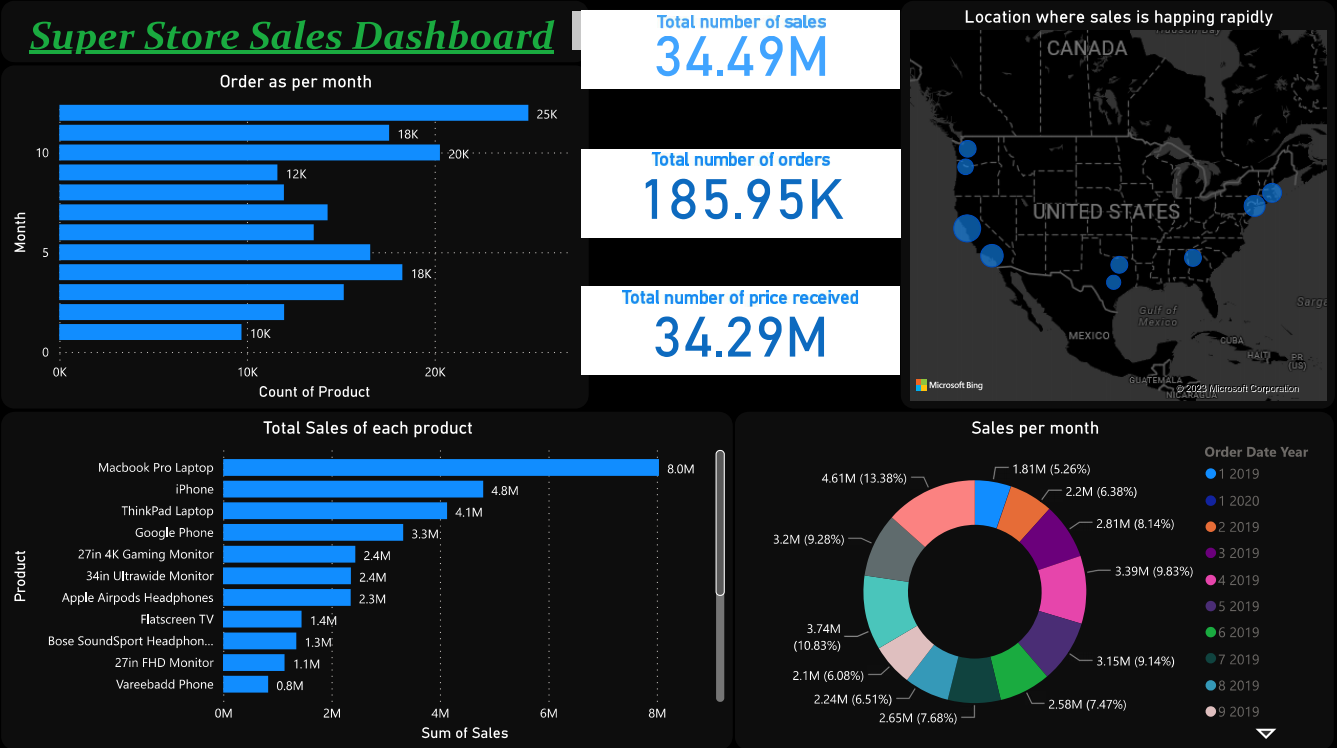 Super Store Sales Dashboard
Total number of sales
34.49M
Total number of orders
185.95K
Total number of price received
34.29M
Location where sales is happing rapidly
CANADA
UNITED STATES
Gulf of
Mexico
MEXICO
CUBA
HAITI
PR
(US)
GUATEMALA
NICARAGUA
Microsoft Bing
© 2023 Microsoft Corporation
Order as per month
Month
10
5
0
25K
18K
20K
12K
18K
10K
0K
10K
20K
Count of Product
Total Sales of each product
Product
Macbook Pro Laptop
8.0M
iPhone
4.8M
ThinkPad Laptop
4.1M
Google Phone
3.3M
27in 4K Gaming Monitor
2.4M
34in Ultrawide Monitor
2.4M
Apple Airpods Headphones
2.3M
Flatscreen TV
1.4M
Bose SoundSport Headphon...
1.3M
27in FHD Monitor
1.1M
Vareebadd Phone
0.8M
0M
2M
4M
6M
8M
Sum of Sales
Sales per month
1.81M (5.26%)
2.2M (6.38%)
2.81M (8.14%)
3.39M (9.83%)
3.15M (9.14%)
2.58M (7.47%)
2.65M (7.68%)
2.24M (6.51%)
2.1M (6.08%)
3.74M
(10.83%)
3.2M (9.28%)
4.61M (13.38%)
Order Date Year
1 2019
1 2020
2 2019
3 2019
4 2019
5 2019
6 2019
7 2019
8 2019
9 2019